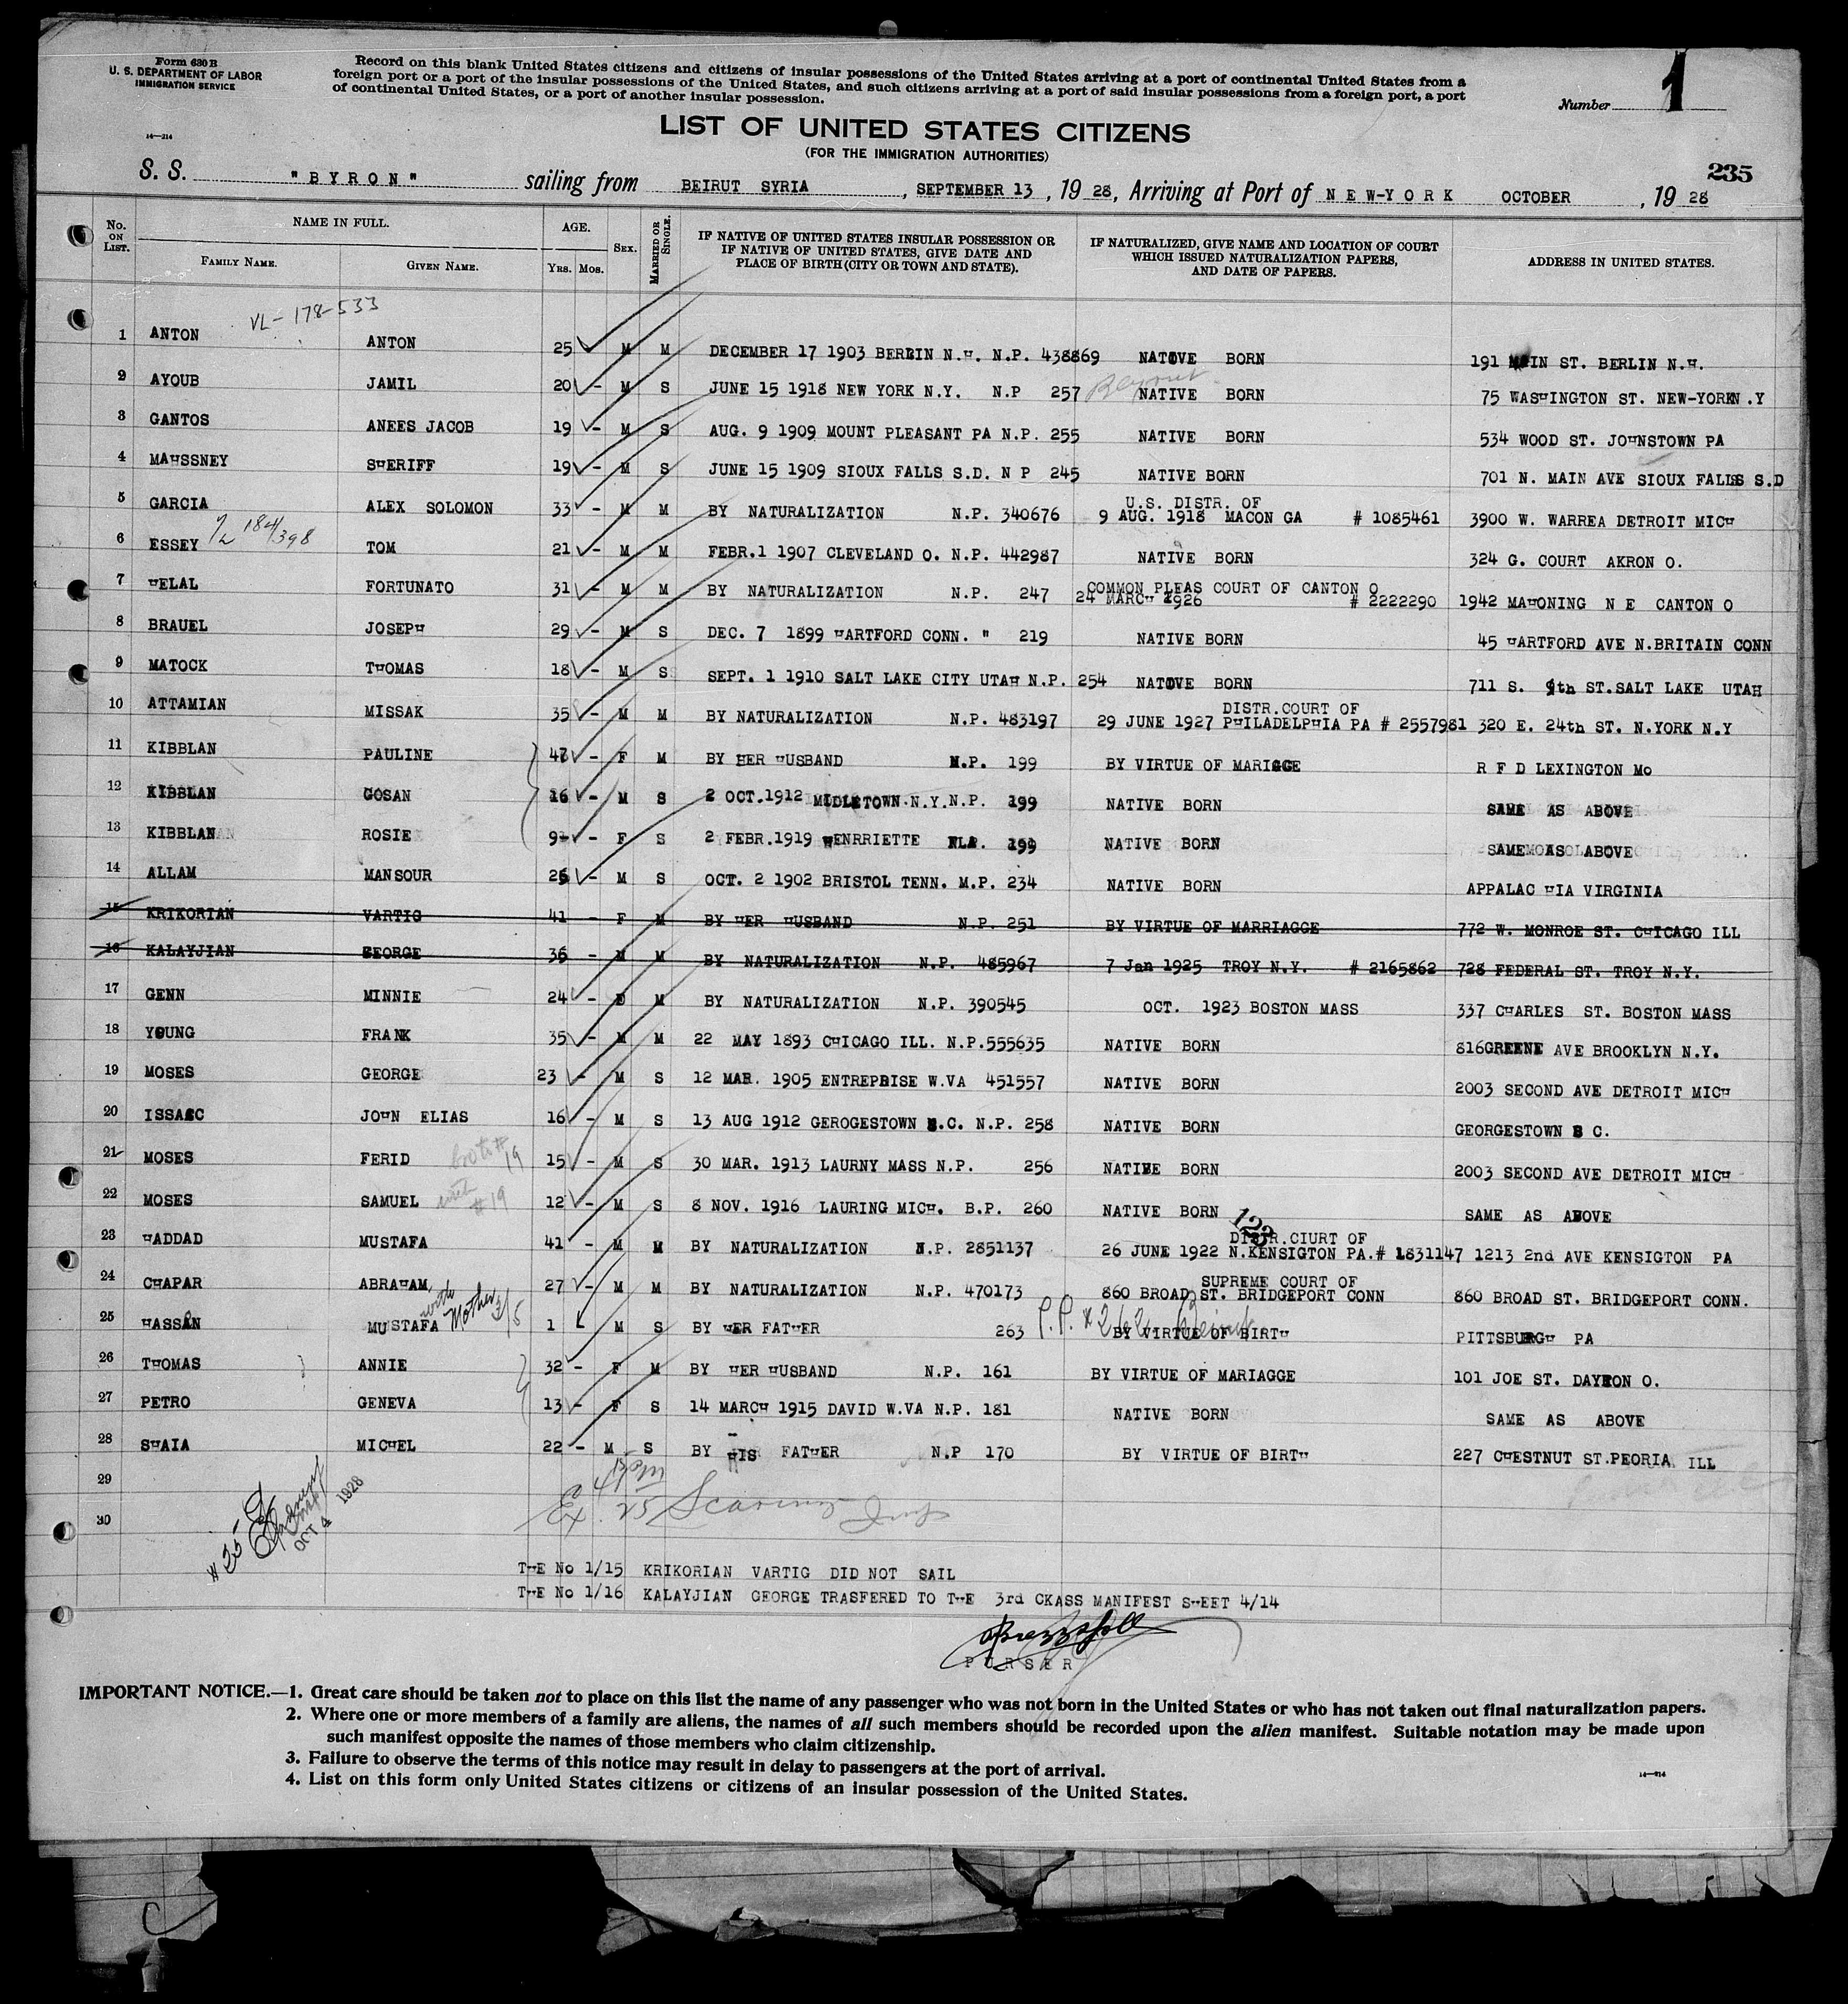 Form 630 B
U. S. DEPARTMENT OF LABOR
IMMIGRATION SERVICE
14—214
Record on this blank United States citizens and citizens of insular possessions of the United States arriving at a port of continental United States from a
foreign port or a port of the insular possessions of the United States, and such citizens arriving at a port of said insular possessions from a foreign port, a port
of continental United States, or a port of another insular possession.
Number 1
LIST OF UNITED STATES CITIZENS
(FOR THE IMMIGRATION AUTHORITIES)
235
S. S. "BYRON" sailing from BEIRUT SYRIA, SEPTEMBER 13, 1928, Arriving at Port of NEW-YORK OCTOBER, 1928
No. ON LIST. NAME IN FULL. FAMILY NAME. GIVEN NAME. AGE. YRS. MOS. SEX. MARRIED OR SINGLE. IF NATIVE OF UNITED STATES INSULAR POSSESSION OR IF NATIVE OF UNITED STATES, GIVE DATE AND PLACE OF BIRTH (CITY OR TOWN AND STATE). IF NATURALIZED, GIVE NAME AND LOCATION OF COURT WHICH ISSUED NATURALIZATION PAPERS, AND DATE OF PAPERS. ADDRESS IN UNITED STATES.
VL-178-533
1 ANTON ANTON 25 M M DECEMBER 17 1903 BERLIN N.H. N.P. 438869 NATIVE BORN 191 MAIN ST. BERLIN N.H.
2 AYOUB JAMIL 20 - M S JUNE 15 1918 NEW YORK N.Y. N.P 257 Beyrout NATIVE BORN 75 WASHINGTON ST. NEW-YORK N.Y
3 GANTOS ANEES JACOB 19 - M S AUG. 9 1909 MOUNT PLEASANT PA N.P. 255 NATIVE BORN 534 WOOD ST. JOHNSTOWN PA
4 MAHSSNEY SHERIFF 19 - M S JUNE 15 1909 SIOUX FALLS S.D. N P 245 NATIVE BORN 701 N. MAIN AVE SIOUX FALLS S.D
5 GARCIA ALEX SOLOMON 33 - M M BY NATURALIZATION N.P. 340676 U.S. DISTR. OF 9 AUG. 1918 MACON GA # 1085461 3900 W. WARREA DETROIT MICH
184/398
6 ESSEY TOM 21 - M M FEBR.1 1907 CLEVELAND O. N.P. 442987 NATIVE BORN 324 G. COURT AKRON O.
7 HELAL FORTUNATO 31 - M M BY NATURALIZATION N.P. 247 COMMON PLEAS COURT OF CANTON O 24 MARCH 1926 # 2222290 1942 MAHONING N E CANTON O
8 BRAUEL JOSEPH 29 - M S DEC. 7 1899 HARTFORD CONN. " 219 NATIVE BORN 45 HARTFORD AVE N.BRITAIN CONN
9 MATOCK THOMAS 18 - M S SEPT. 1 1910 SALT LAKE CITY UTAH N.P. 254 NATIVE BORN 711 S. 9th ST.SALT LAKE UTAH
10 ATTAMIAN MISSAK 35 - M M BY NATURALIZATION N.P. 483197 DISTR.COURT OF 29 JUNE 1927 PHILADELPHIA PA # 2557981 320 E. 24th ST. N.YORK N.Y
11 KIBBLAN PAULINE 47 - F M BY HER HUSBAND N.P. 199 BY VIRTUE OF MARIGGE R F D LEXINGTON Mo
12 KIBBLAN GOSAN 16 - M S 2 OCT.1912 MIDLETOWN.N.Y.N.P. 199 NATIVE BORN SAME AS ABOVE
13 KIBBLAN ROSIE 9 - F S 2 FEBR.1919 HENRRIETTE 199 NATIVE BORN SAME AS ABOVE
14 ALLAM MANSOUR 26 - M S OCT. 2 1902 BRISTOL TENN. M.P. 234 NATIVE BORN APPALAC HIA VIRGINIA
15 KRIKORIAN VARTIG 41 - F M BY HER HUSBAND N.P. 251 BY VIRTUE OF MARRIAGGE 772 W. MONROE ST. CHICAGO ILL
16 KALAYJIAN GEORGE 36 - M M BY NATURALIZATION N.P. 485967 7 Jan 1925 TROY N.Y. # 2165862 728 FEDERAL ST. TROY N.Y.
17 GENN MINNIE 24 - M BY NATURALIZATION N.P. 390545 OCT. 1923 BOSTON MASS 337 CHARLES ST. BOSTON MASS
18 YOUNG FRANK 35 - M M 22 MAY 1893 CHICAGO ILL. N.P.555635 NATIVE BORN 816GREENE AVE BROOKLYN N.Y.
19 MOSES GEORGE 23 - M S 12 MAR. 1905 ENTREPRISE W.VA 451557 NATIVE BORN 2003 SECOND AVE DETROIT MICH
20 ISSAEC JOHN ELIAS 16 - M S 13 AUG 1912 GEROGESTOWN S.C. N.P. 258 NATIVE BORN GEORGESTOWN S C.
21 MOSES FERID 15 - M S 30 MAR. 1913 LAURNY MASS N.P. 256 NATIVE BORN 2003 SECOND AVE DETROIT MICH
22 MOSES SAMUEL with #19 12 - M S 8 NOV. 1916 LAURING MICH. B.P. 260 NATIVE BORN SAME AS ABOVE
123
23 HADDAD MUSTAFA 41 - M M BY NATURALIZATION N.P. 2851137 DISTR.CIURT OF 26 JUNE 1922 N.KENSIGTON PA.# 1831147 1213 2nd AVE KENSIGTON PA
24 CHAPAR ABRAHAM 27 - M M BY NATURALIZATION N.P. 470173 SUPREME COURT OF 860 BROAD ST. BRIDGEPORT CONN 860 BROAD ST. BRIDGEPORT CONN.
25 HASSAN MUSTAFA with Mother 3/5 1 M S BY HER FATHER 263 P.P. # 262 Beirut BY VIRTUE OF BIRTH PITTSBURGH PA
26 THOMAS ANNIE 32 - F M BY HER HUSBAND N.P. 161 BY VIRTUE OF MARIAGGE 101 JOE ST. DAYTON O.
27 PETRO GENEVA 13 - F S 14 MARCH 1915 DAVID W.VA N.P. 181 NATIVE BORN SAME AS ABOVE
28 SHAIA MICHEL 22 - M S BY HIS FATHER N.P 170 BY VIRTUE OF BIRTH 227 CHESTNUT ST.PEORIA ILL
29
30
OCT 4 1928
THE No 1/15 KRIKORIAN VARTIG DID NOT SAIL
THE No 1/16 KALAYJIAN GEORGE TRASFERED TO THE 3rd CKASS MANIFEST SHEET 4/14
PURSER
IMPORTANT NOTICE.—1. Great care should be taken not to place on this list the name of any passenger who was not born in the United States or who has not taken out final naturalization papers.
2. Where one or more members of a family are aliens, the names of all such members should be recorded upon the alien manifest. Suitable notation may be made upon
such manifest opposite the names of those members who claim citizenship.
3. Failure to observe the terms of this notice may result in delay to passengers at the port of arrival.
4. List on this form only United States citizens or citizens of an insular possession of the United States.
14—214